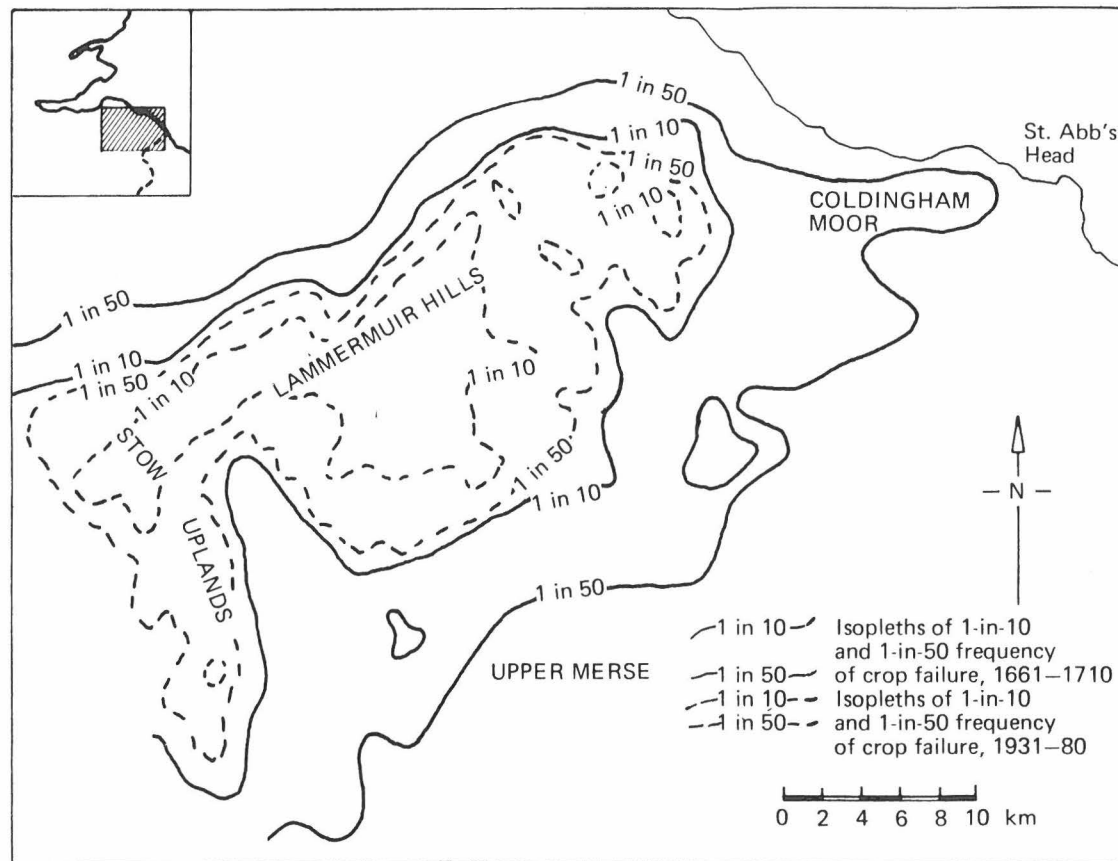 1 in 50
1 in 10
1 in 50
1 in 10
St. Abb's
Head
COLDINGHAM
MOOR
1 in 50
1 in 10
1 in 50
1 in 10
LAMMERMUIR HILLS
1 in 10
STOW
UPLANDS
1 in 50
1 in 10
1 in 50
N
UPPER MERSE
1 in 10 Isopleths of 1-in-10
and 1-in-50 frequency
1 in 50 of crop failure, 1661–1710
1 in 10 Isopleths of 1-in-10
1 in 50 and 1-in-50 frequency
of crop failure, 1931–80
0 2 4 6 8 10 km